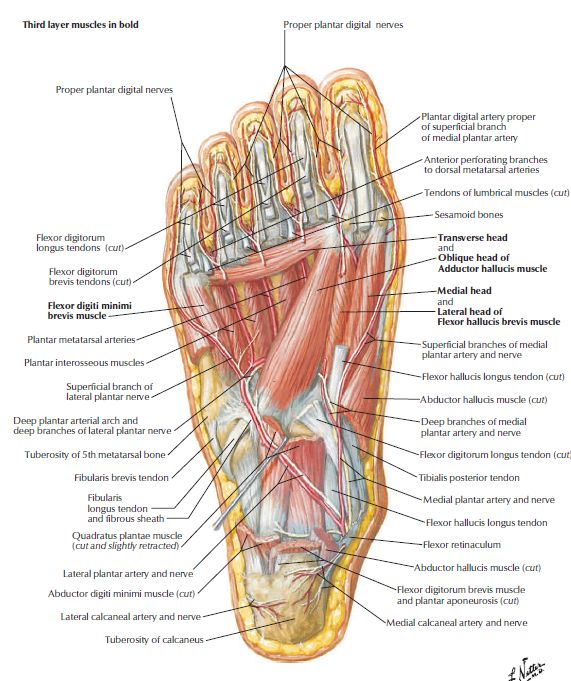 Third layer muscles in bold
Proper plantar digital nerves
Proper plantar digital nerves
Plantar digital artery proper
of superficial branch
of medial plantar artery
Anterior perforating branches
to dorsal metatarsal arteries
Tendons of lumbrical muscles (cut)
Sesamoid bones
Transverse head
and
Oblique head of
Adductor hallucis muscle
Medial head
and
Lateral head of
Flexor hallucis brevis muscle
Superficial branches of medial
plantar artery and nerve
Flexor hallucis longus tendon (cut)
Abductor hallucis muscle (cut)
Deep branches of medial
plantar artery and nerve
Flexor digitorum longus tendon (cut)
Tibialis posterior tendon
Medial plantar artery and nerve
Flexor hallucis longus tendon
Flexor retinaculum
Abductor hallucis muscle (cut)
Flexor digitorum brevis muscle
and plantar aponeurosis (cut)
Medial calcaneal artery and nerve
Flexor digitorum
longus tendons (cut)
Flexor digitorum
brevis tendons (cut)
Flexor digiti minimi
brevis muscle
Plantar metatarsal arteries
Plantar interosseous muscles
Superficial branch of
lateral plantar nerve
Deep plantar arterial arch and
deep branches of lateral plantar nerve
Tuberosity of 5th metatarsal bone
Fibularis brevis tendon
Fibularis
longus tendon
and fibrous sheath
Quadratus plantae muscle
(cut and slightly retracted)
Lateral plantar artery and nerve
Abductor digiti minimi muscle (cut)
Lateral calcaneal artery and nerve
Tuberosity of calcaneus
F. Netter
M.D.